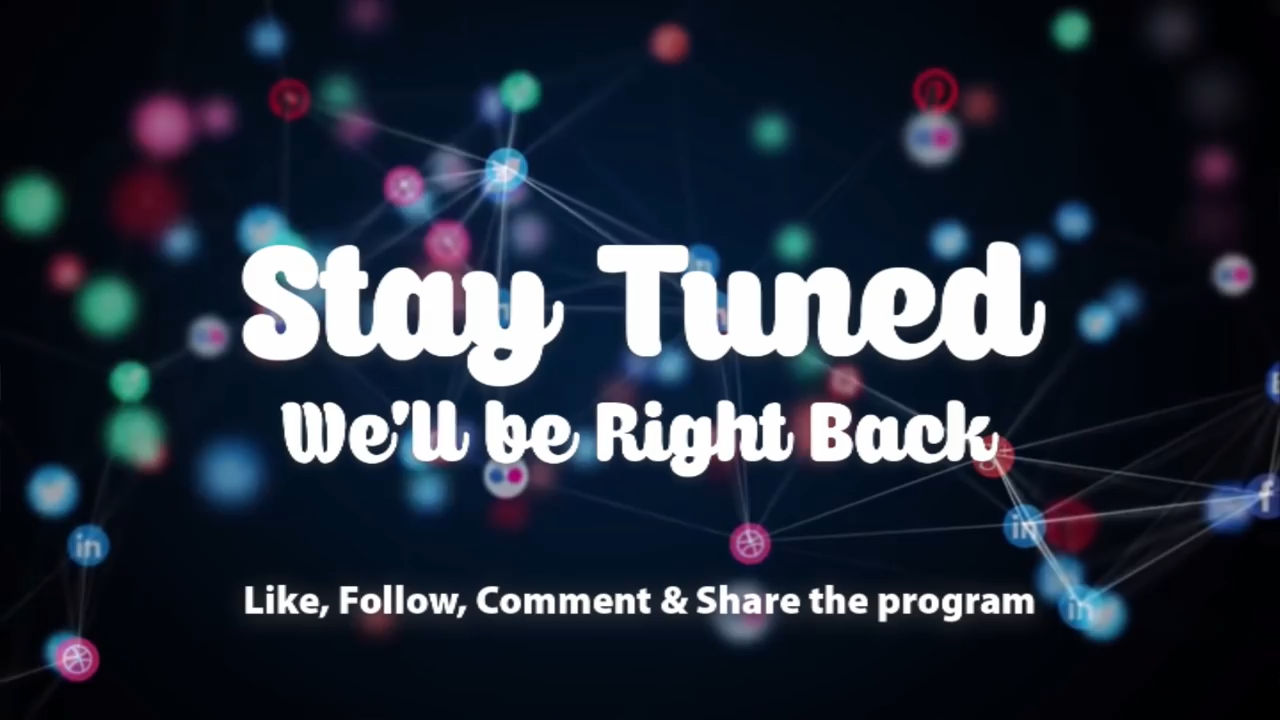 Stay Tuned
We'll be Right Back
Like, Follow, Comment & Share the program